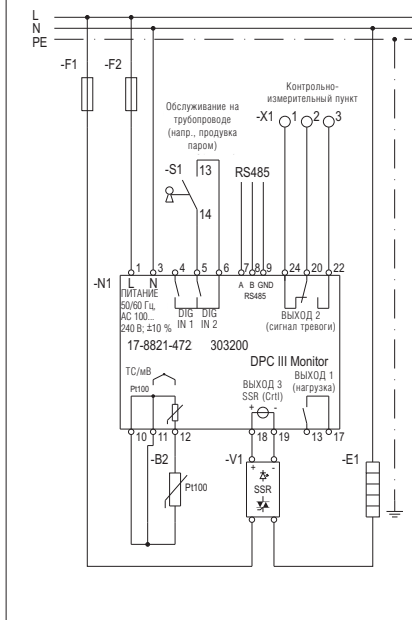 L
N
PE
-F1
-F2
Контрольно-
измерительный пункт
Обслуживание на
трубопроводе
(напр., продувка
паром)
-X1 1 2 3
-S1 13
14
RS485
1 3 4 5 6 7 8 9 24 20 22
-N1
L N
A B GND
RS485
ПИТАНИЕ
50/60 Гц,
AC 100...
240 В; ±10 %
DIG
IN 1
DIG
IN 2
ВЫХОД 2
(сигнал тревоги)
17-8821-472 303200
DPC III Monitor
ТС/мВ
Pt100
ВЫХОД 3
SSR (Crtl)
+ -
ВЫХОД 1
(нагрузка)
10 11 12 18 19 13 17
-B2
Pt100
-V1
+ -
SSR
-E1